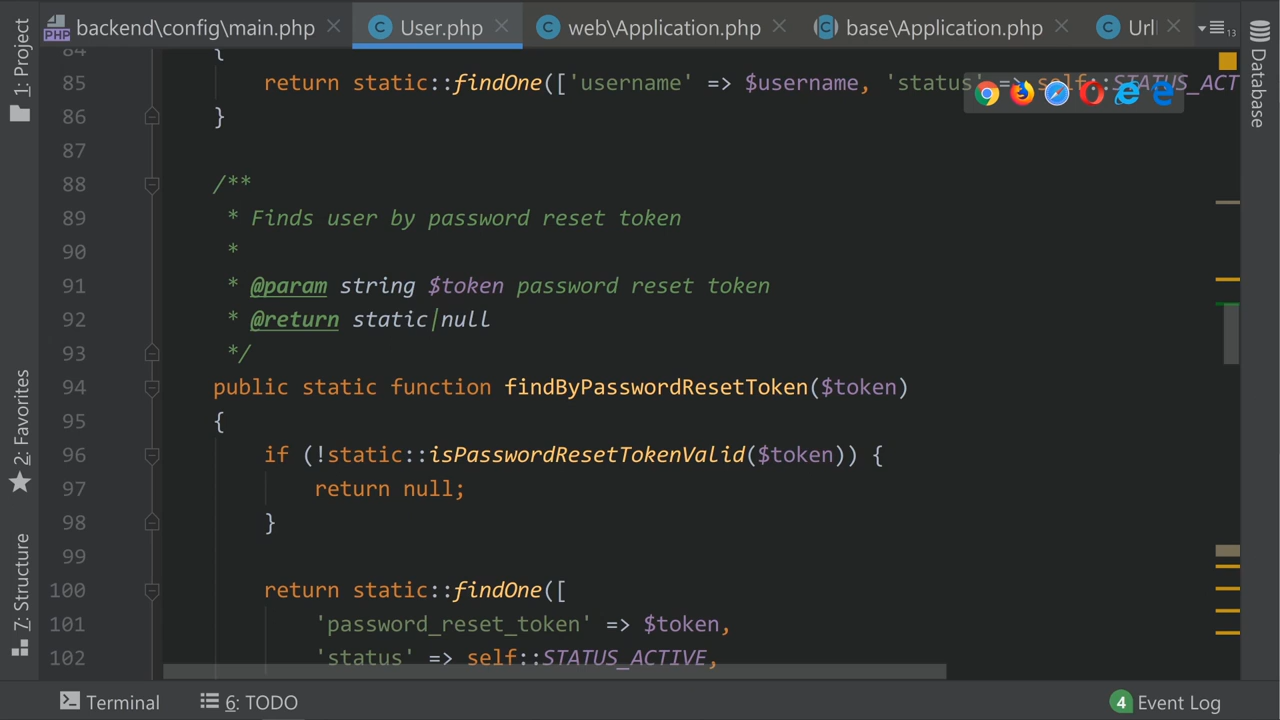 backend\config\main.php
User.php
web\Application.php
base\Application.php
Url
13
1: Project
2: Favorites
7: Structure
Database
84 {
85 return static::findOne(['username' => $username, 'status' => self::STATUS_ACT
86 }
87
88 /**
89 * Finds user by password reset token
90 *
91 * @param string $token password reset token
92 * @return static|null
93 */
94 public static function findByPasswordResetToken($token)
95 {
96 if (!static::isPasswordResetTokenValid($token)) {
97 return null;
98 }
99
100 return static::findOne([
101 'password_reset_token' => $token,
102 'status' => self::STATUS_ACTIVE,
Terminal
6: TODO
4 Event Log